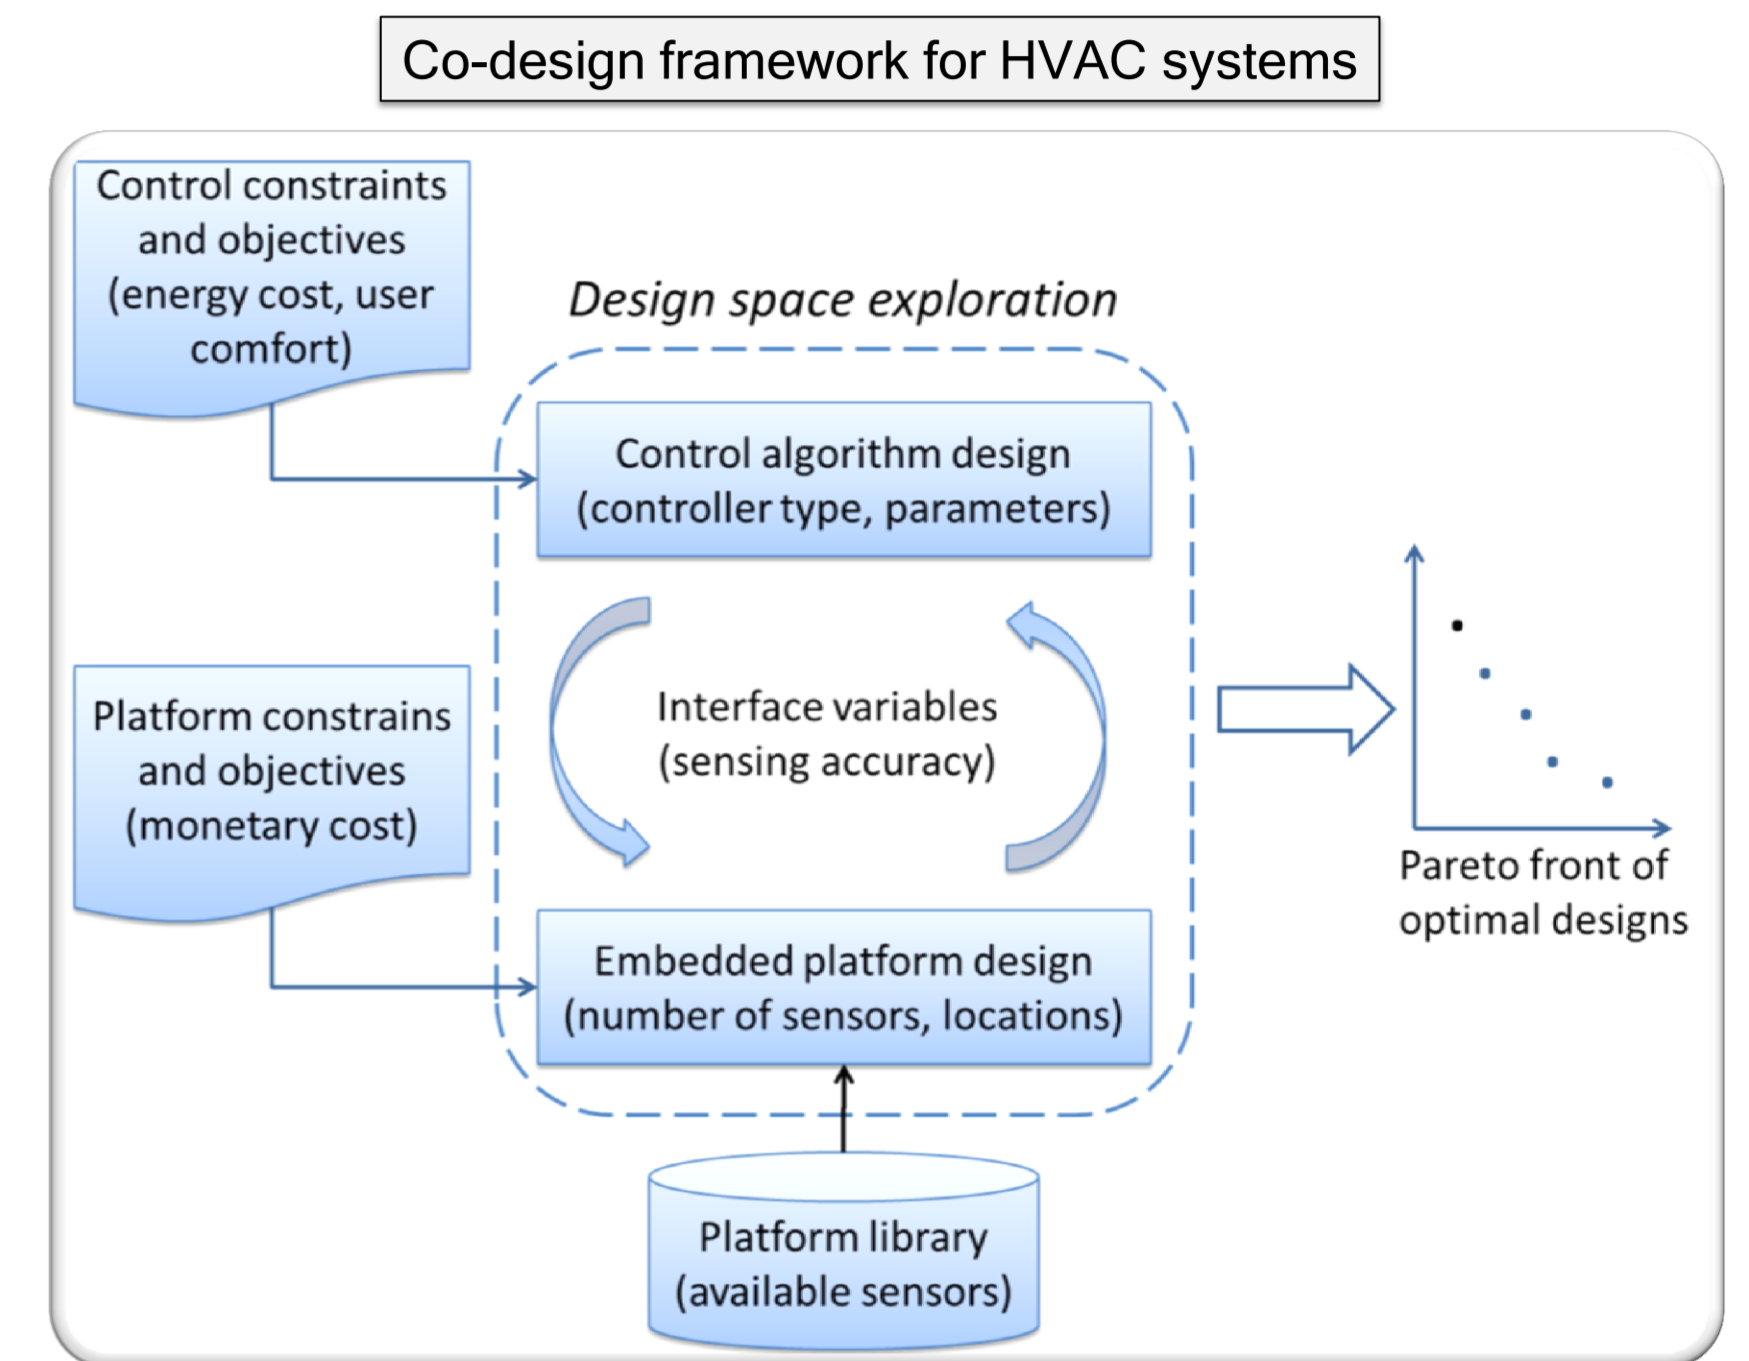 Co-design framework for HVAC systems
Control constraints
and objectives
(energy cost, user
comfort)
Design space exploration
Control algorithm design
(controller type, parameters)
Platform constrains
and objectives
(monetary cost)
Interface variables
(sensing accuracy)
Pareto front of
optimal designs
Embedded platform design
(number of sensors, locations)
Platform library
(available sensors)